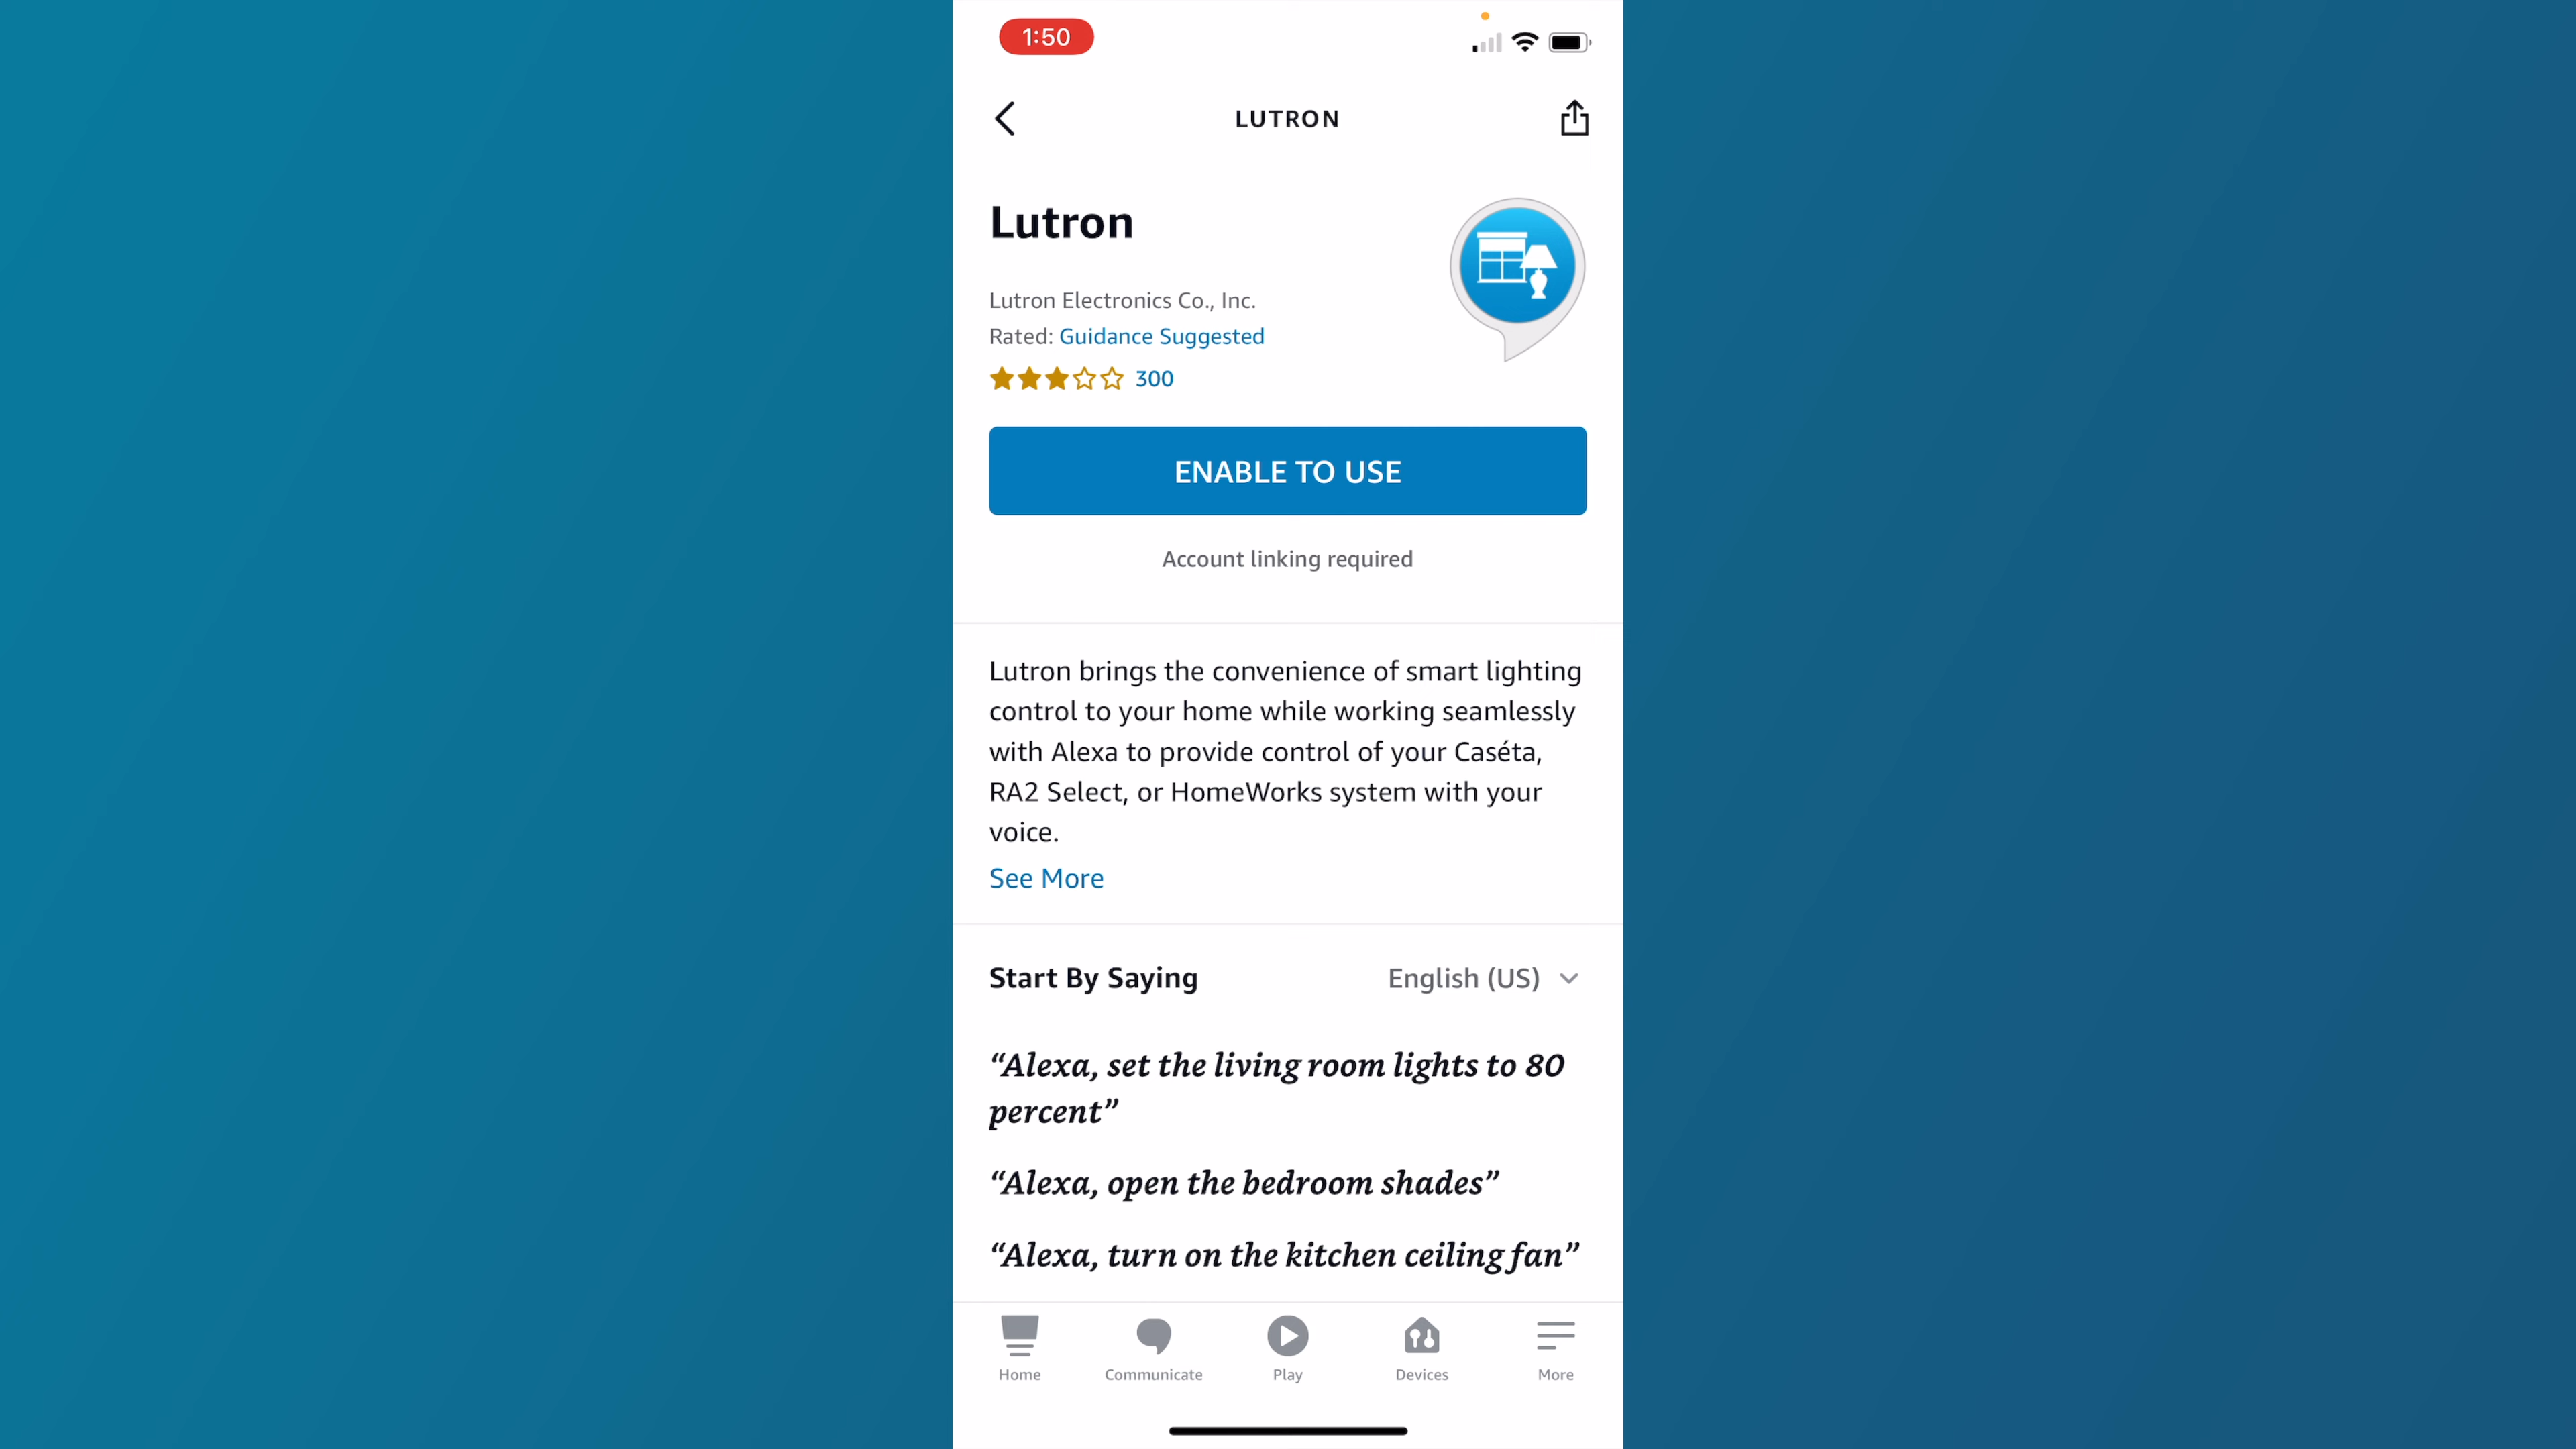 1:50
LUTRON
Lutron
Lutron Electronics Co., Inc.
Rated: Guidance Suggested
300
ENABLE TO USE
Account linking required
Lutron brings the convenience of smart lighting
control to your home while working seamlessly
with Alexa to provide control of your Caséta,
RA2 Select, or HomeWorks system with your
voice.
See More
Start By Saying
English (US)
“Alexa, set the living room lights to 80
percent”
“Alexa, open the bedroom shades”
“Alexa, turn on the kitchen ceiling fan”
Home
Communicate
Play
Devices
More